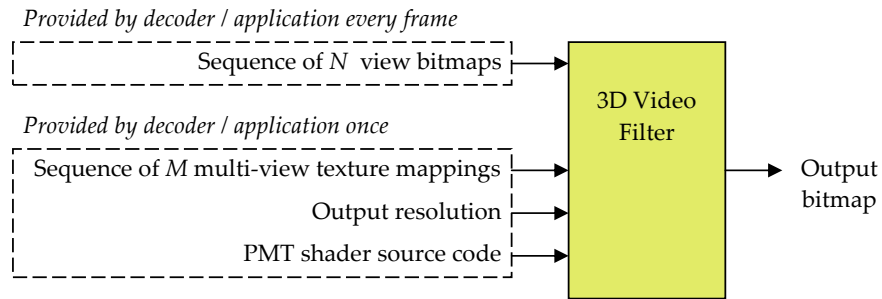 Provided by decoder / application every frame
Sequence of N view bitmaps
Provided by decoder / application once
Sequence of M multi-view texture mappings
Output resolution
PMT shader source code
3D Video
Filter
Output
bitmap